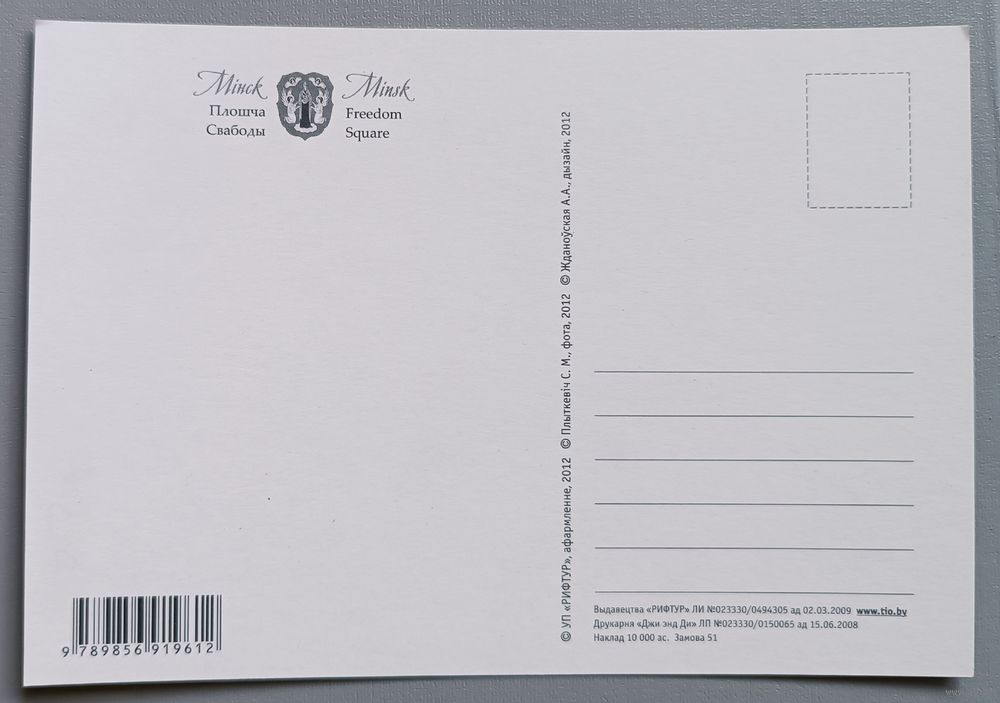 Мінск
Плошча
Свабоды
Minsk
Freedom
Square
© УП «РИФТУР», афармленне, 2012 © Плыткевіч С. М., фота, 2012 © Ждановўская А.А., дызайн, 2012
Выдавецтва «РИФТУР» ЛИ №023330/0494305 ад 02.03.2009 www.tio.by
Друкарня «Джи энд Ди» ЛП №023330/0150065 ад 15.06.2008
Наклад 10 000 ас. Замова 51
9 789856 919612